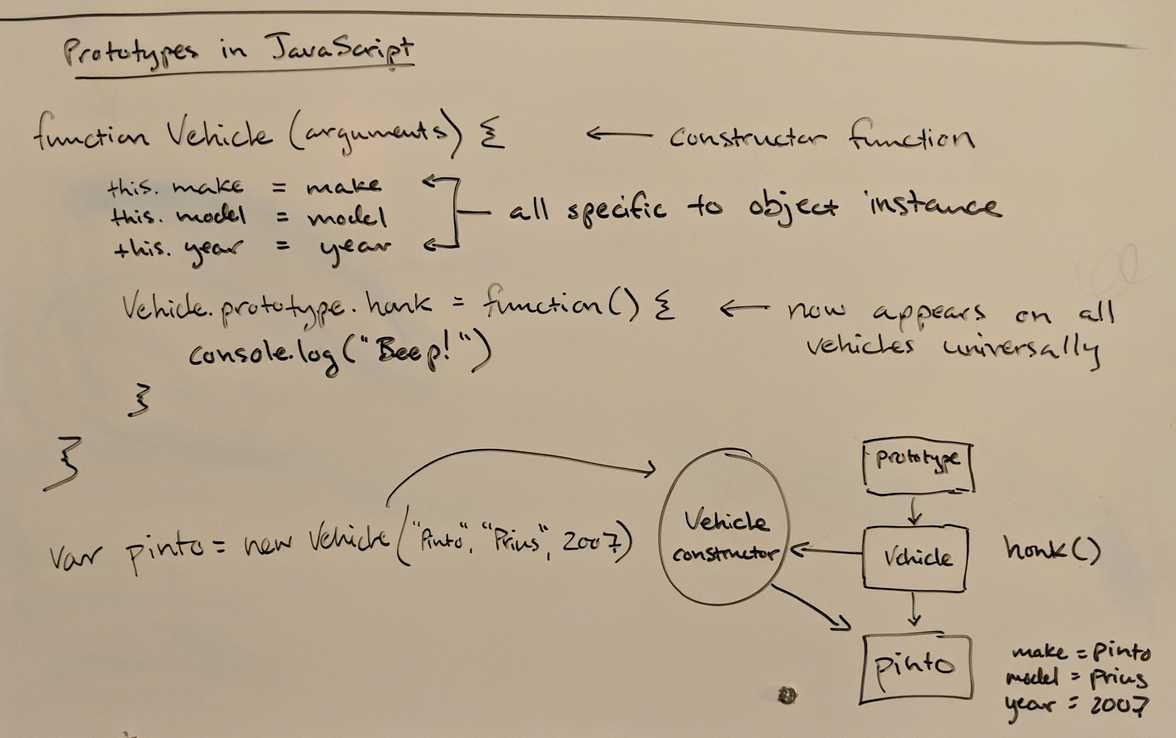 Prototypes in JavaScript
function Vehicle (arguments) { ← constructor function
this.make = make
this.model = model
this.year = year
all specific to object instance
Vehicle.prototype.honk = function() { ← now appears on all
vehicles universally
console.log("Beep!")
}
}
var pinto = new Vehicle ("Pinto", "Prius", 2007)
Vehicle
constructor
prototype
Vehicle
honk()
pinto
make = pinto
model = prius
year = 2007